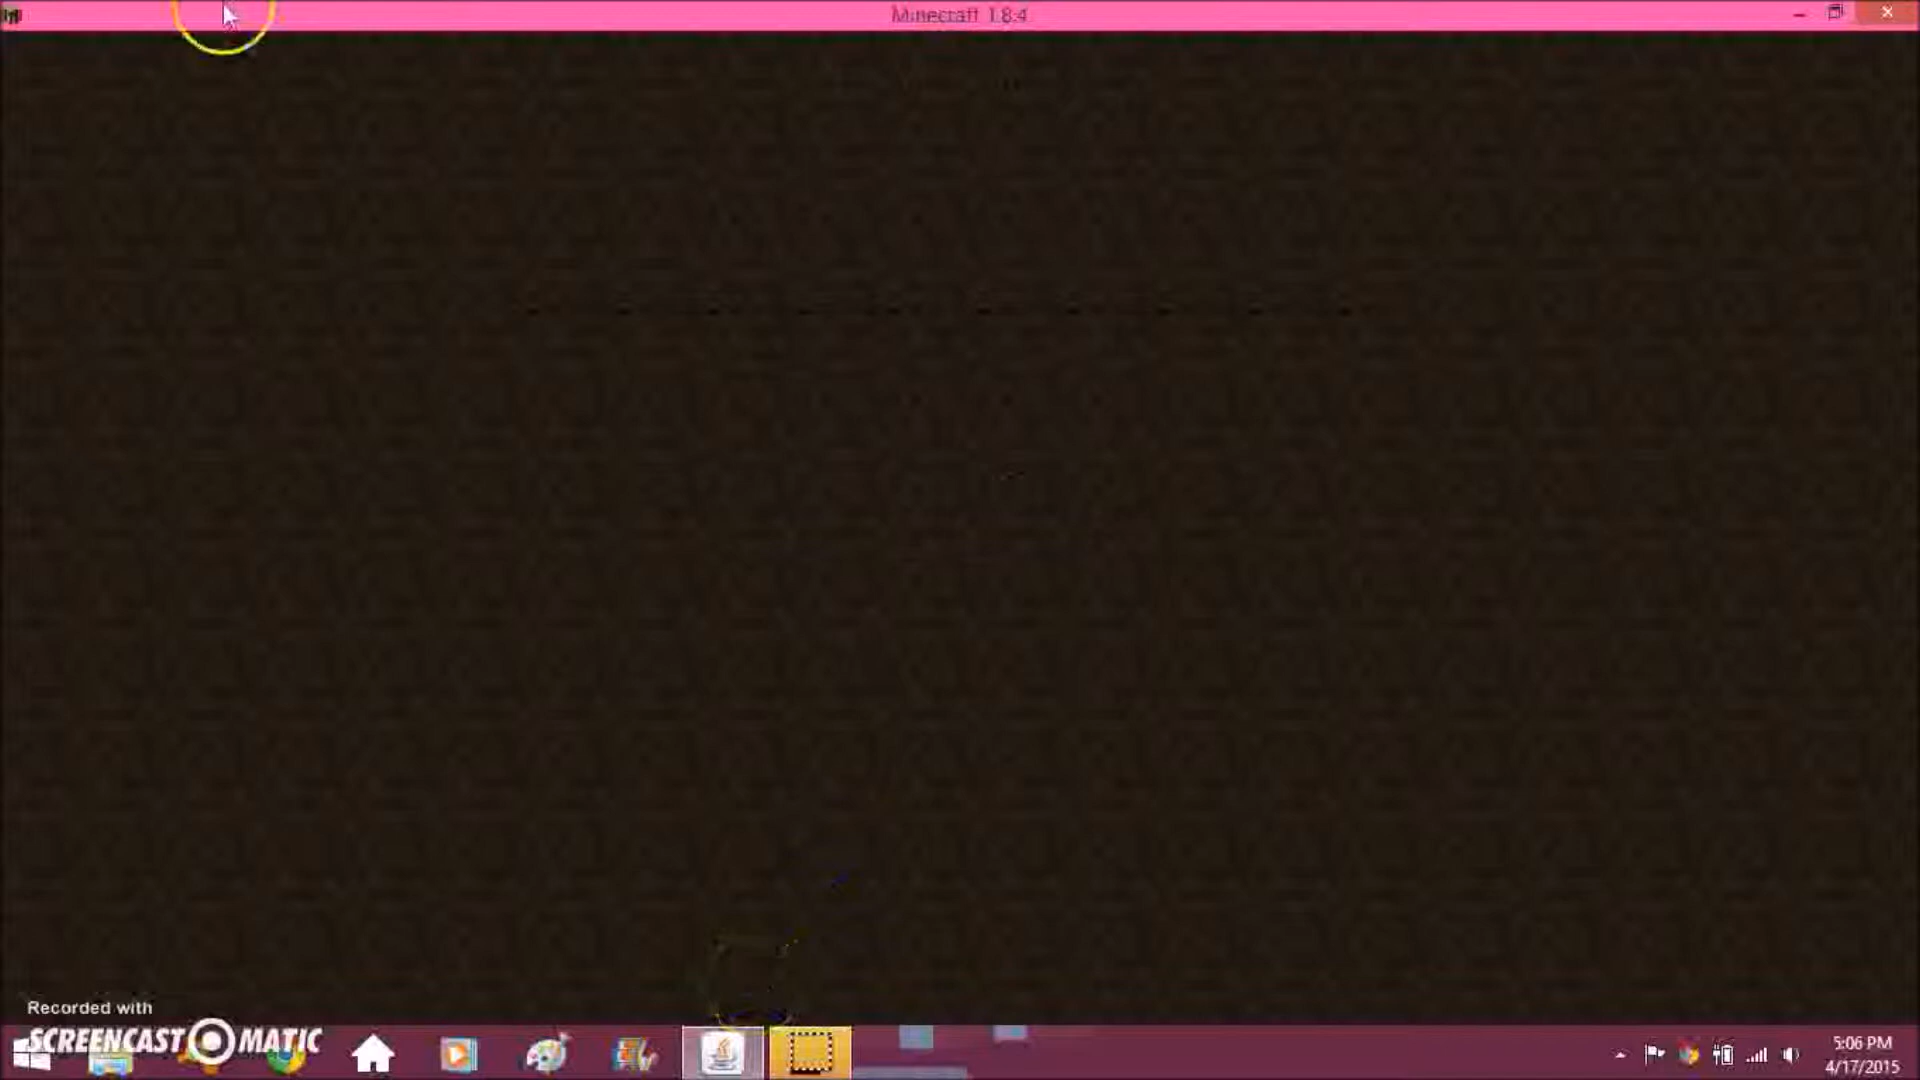 Minecraft 1.8.4
Recorded with
SCREENCAST MATIC
5:06 PM
4/17/2015